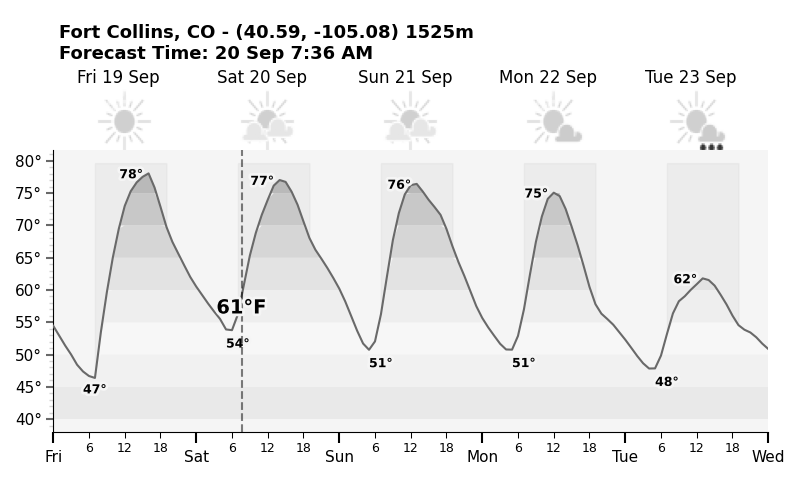 Fort Collins, CO - (40.59, -105.08) 1525m
Forecast Time: 20 Sep 7:36 AM
Fri 19 Sep Sat 20 Sep Sun 21 Sep Mon 22 Sep Tue 23 Sep
80°
75°
70°
65°
60°
55°
50°
45°
40°
78° 77° 76° 75° 62°
61°F
47° 54° 51° 51° 48°
6 12 18 6 12 18 6 12 18 6 12 18 6 12 18
Fri Sat Sun Mon Tue Wed